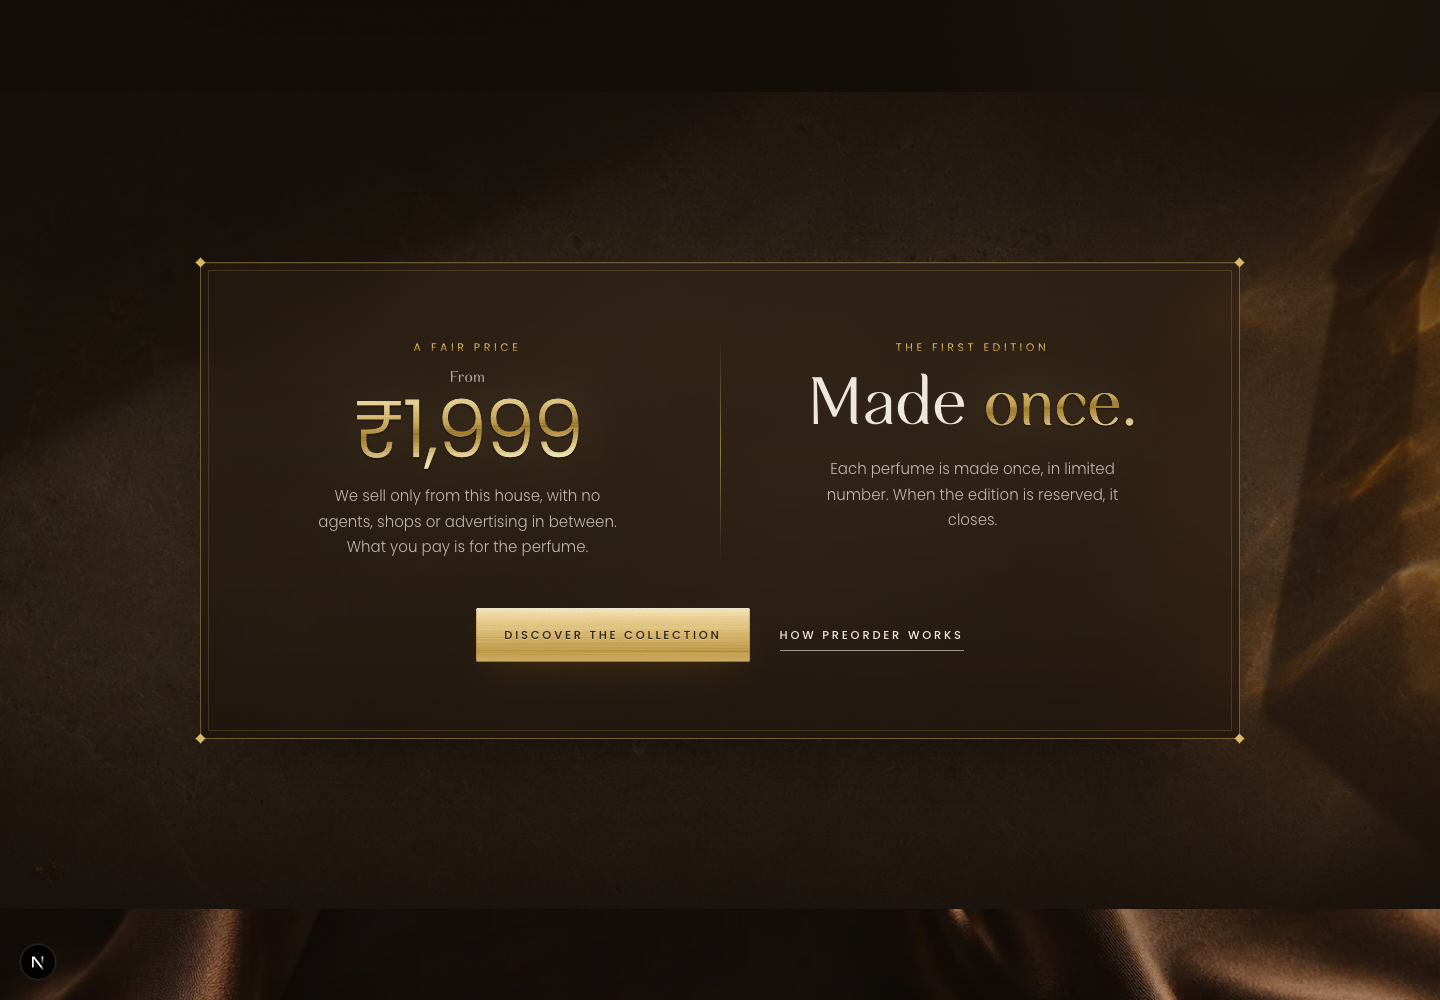 A FAIR PRICE
From
₹1,999
We sell only from this house, with no
agents, shops or advertising in between.
What you pay is for the perfume.
THE FIRST EDITION
Made once.
Each perfume is made once, in limited
number. When the edition is reserved, it
closes.
DISCOVER THE COLLECTION
HOW PREORDER WORKS
N